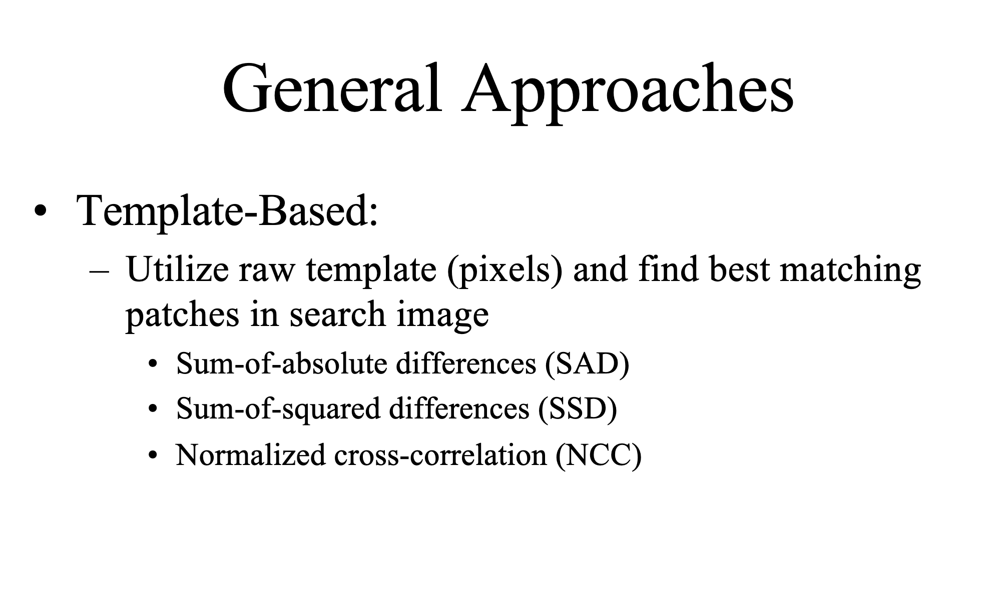 General Approaches
• Template-Based:
– Utilize raw template (pixels) and find best matching
patches in search image
• Sum-of-absolute differences (SAD)
• Sum-of-squared differences (SSD)
• Normalized cross-correlation (NCC)